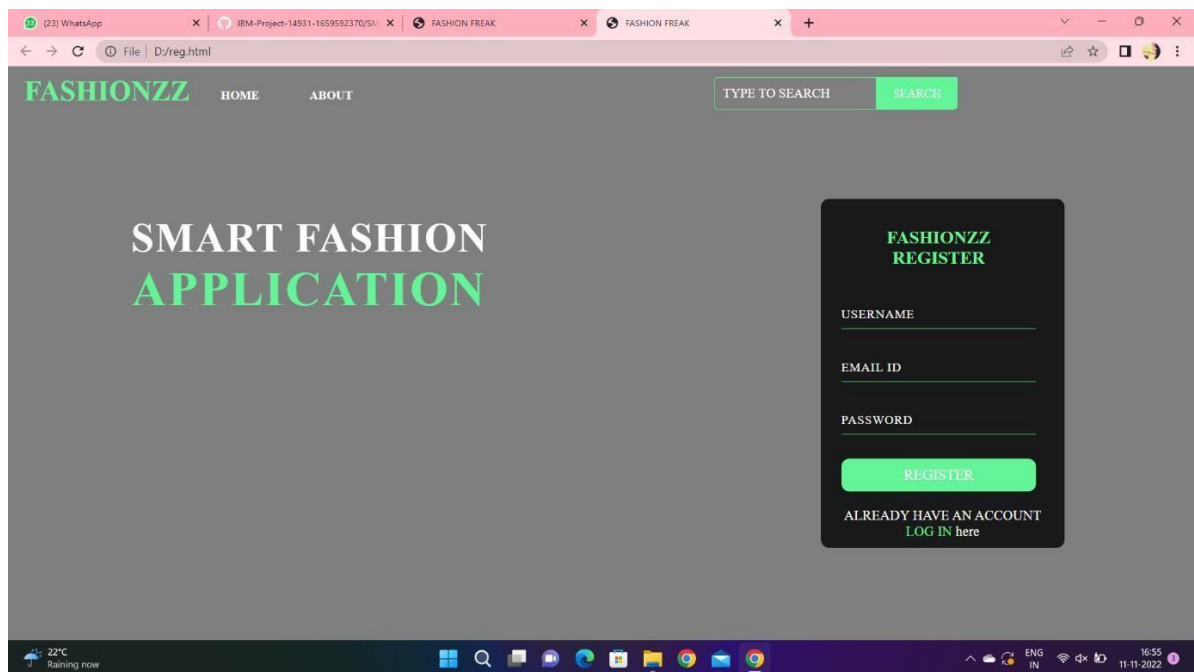 (23) WhatsApp
IBM-Project-14931-1659592370/SM
FASHION FREAK
FASHION FREAK
File D:/reg.html
FASHIONZZ HOME ABOUT
TYPE TO SEARCH SEARCH
SMART FASHION
APPLICATION
FASHIONZZ
REGISTER
USERNAME
EMAIL ID
PASSWORD
REGISTER
ALREADY HAVE AN ACCOUNT
LOG IN here
22°C
Raining now
ENG
IN
16:55
11-11-2022
3